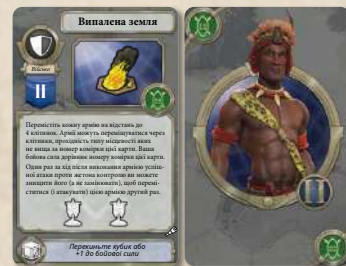 Випалена земля
Військо
II
Перемістіть кожну армію на відстань до
4 клітинок. Армії можуть переміщуватися через
клітинки, прохідність типу місцевості яких
не вища за номер комірки цієї карти. Ваша
бойова сила дорівнює номеру комірки цієї карти.
Один раз за хід після виконання армією успіш-
ної атаки проти жетона контролю ви можете
знищити його (а не замінювати), щоб перемі-
ститися (і атакувати) цією армією другий раз.
Перекиньте кубик або
+1 до бойової сили